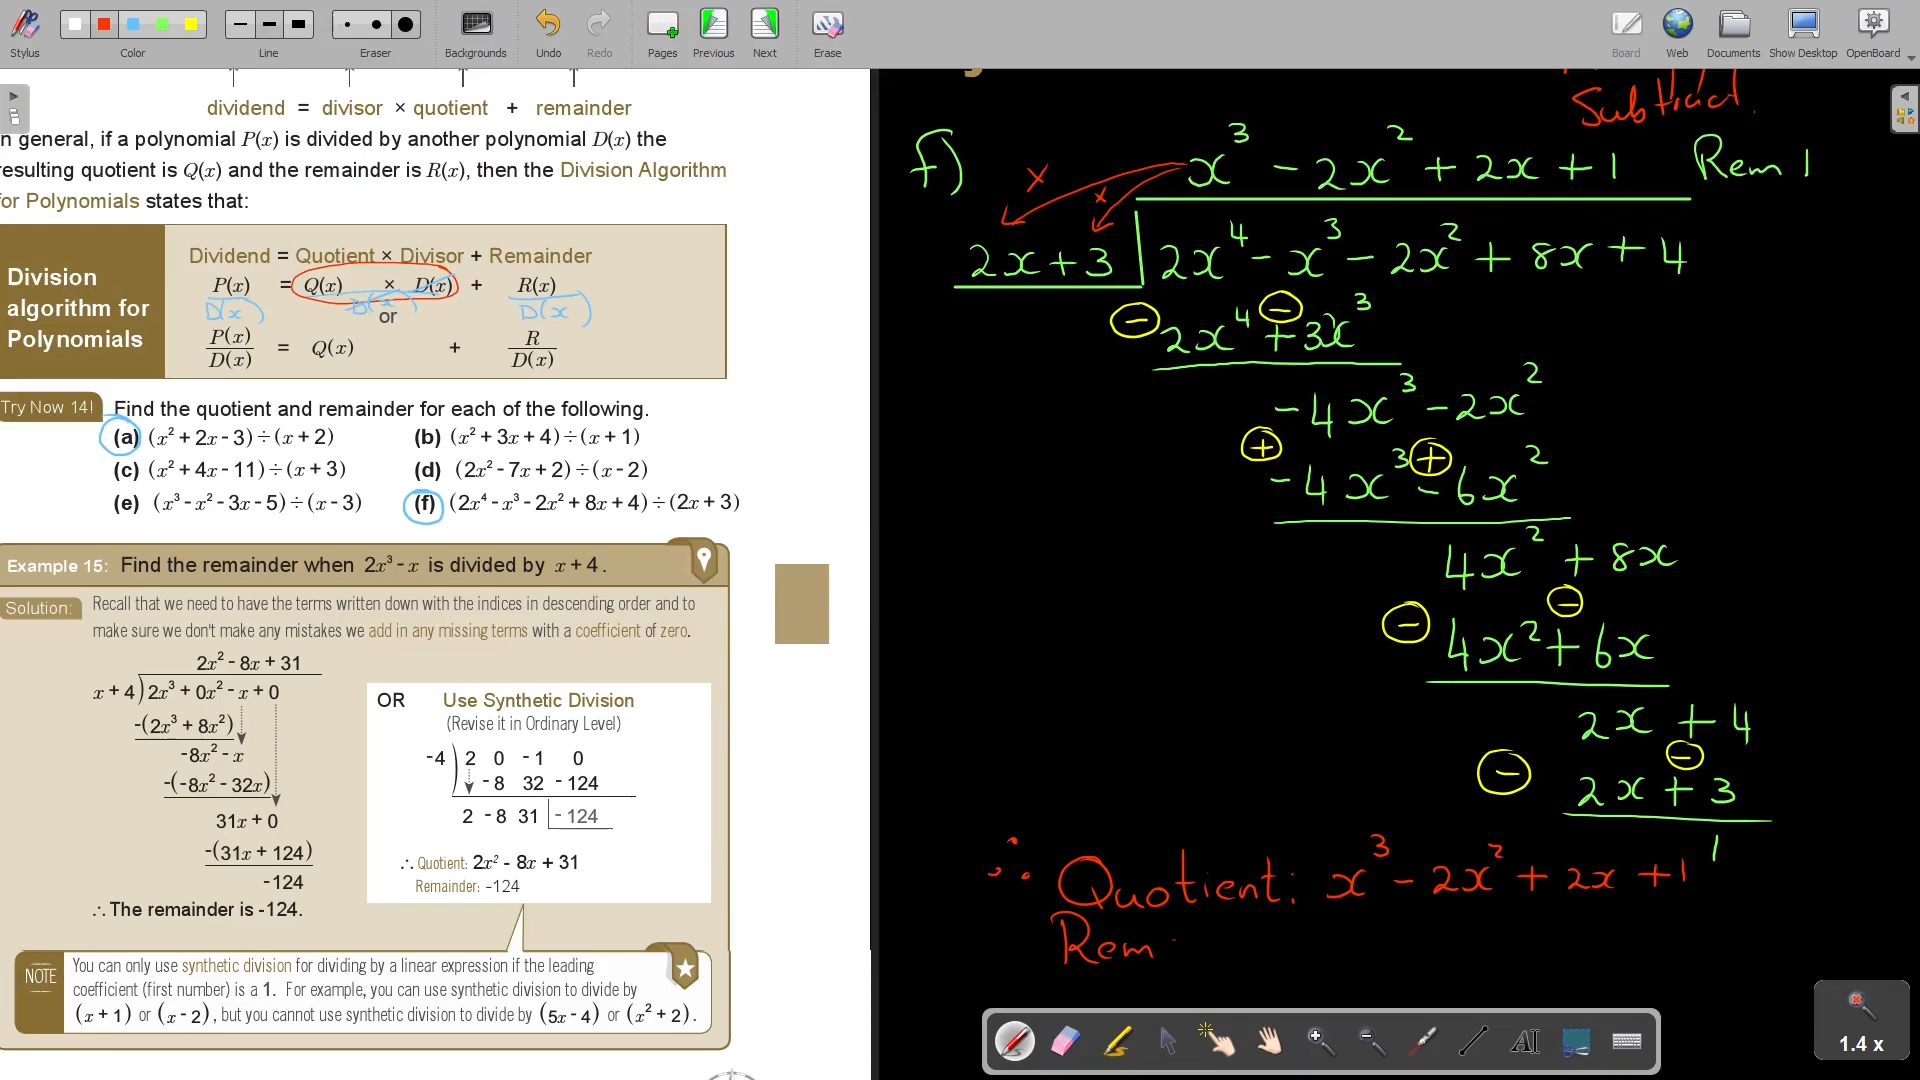 Stylus Color Line Eraser Backgrounds Undo Redo Pages Previous Next Erase Board Web Documents Show Desktop OpenBoard
dividend = divisor × quotient + remainder
n general, if a polynomial P(x) is divided by another polynomial D(x) the
resulting quotient is Q(x) and the remainder is R(x), then the Division Algorithm
for Polynomials states that:
Division algorithm for Polynomials
Dividend = Quotient × Divisor + Remainder
P(x) = Q(x) × D(x) + R(x)
D(x) D(x) D(x)
or
P(x)/D(x) = Q(x) + R/D(x)
Try Now 14! Find the quotient and remainder for each of the following.
(a) (x² + 2x - 3) ÷ (x + 2) (b) (x² + 3x + 4) ÷ (x + 1)
(c) (x² + 4x - 11) ÷ (x + 3) (d) (2x² - 7x + 2) ÷ (x - 2)
(e) (x³ - x² - 3x - 5) ÷ (x - 3) (f) (2x⁴ - x³ - 2x² + 8x + 4) ÷ (2x + 3)
Example 15: Find the remainder when 2x³ - x is divided by x + 4.
Solution: Recall that we need to have the terms written down with the indices in descending order and to
make sure we don't make any mistakes we add in any missing terms with a coefficient of zero.
2x² - 8x + 31
x + 4)2x³ + 0x² - x + 0
-(2x³ + 8x²)
-8x² - x
-(-8x² - 32x)
31x + 0
-(31x + 124)
-124
∴ The remainder is -124.
OR Use Synthetic Division
(Revise it in Ordinary Level)
-4 2 0 -1 0
-8 32 -124
2 -8 31 -124
∴ Quotient: 2x² - 8x + 31
Remainder: -124
NOTE
You can only use synthetic division for dividing by a linear expression if the leading
coefficient (first number) is a 1. For example, you can use synthetic division to divide by
(x + 1) or (x - 2), but you cannot use synthetic division to divide by (5x - 4) or (x² + 2).
Subtract.
f) x³ - 2x² + 2x + 1 Rem 1
× ×
2x + 3 2x⁴ - x³ - 2x² + 8x + 4
⊖ 2x⁴ ⊖ + 3x³
-4x³ - 2x²
⊕ -4x³ ⊕ - 6x²
4x² + 8x
⊖ 4x² ⊖ + 6x
2x + 4
⊖ 2x ⊖ + 3
1
∴ Quotient: x³ - 2x² + 2x + 1
Rem
AI
1.4 x